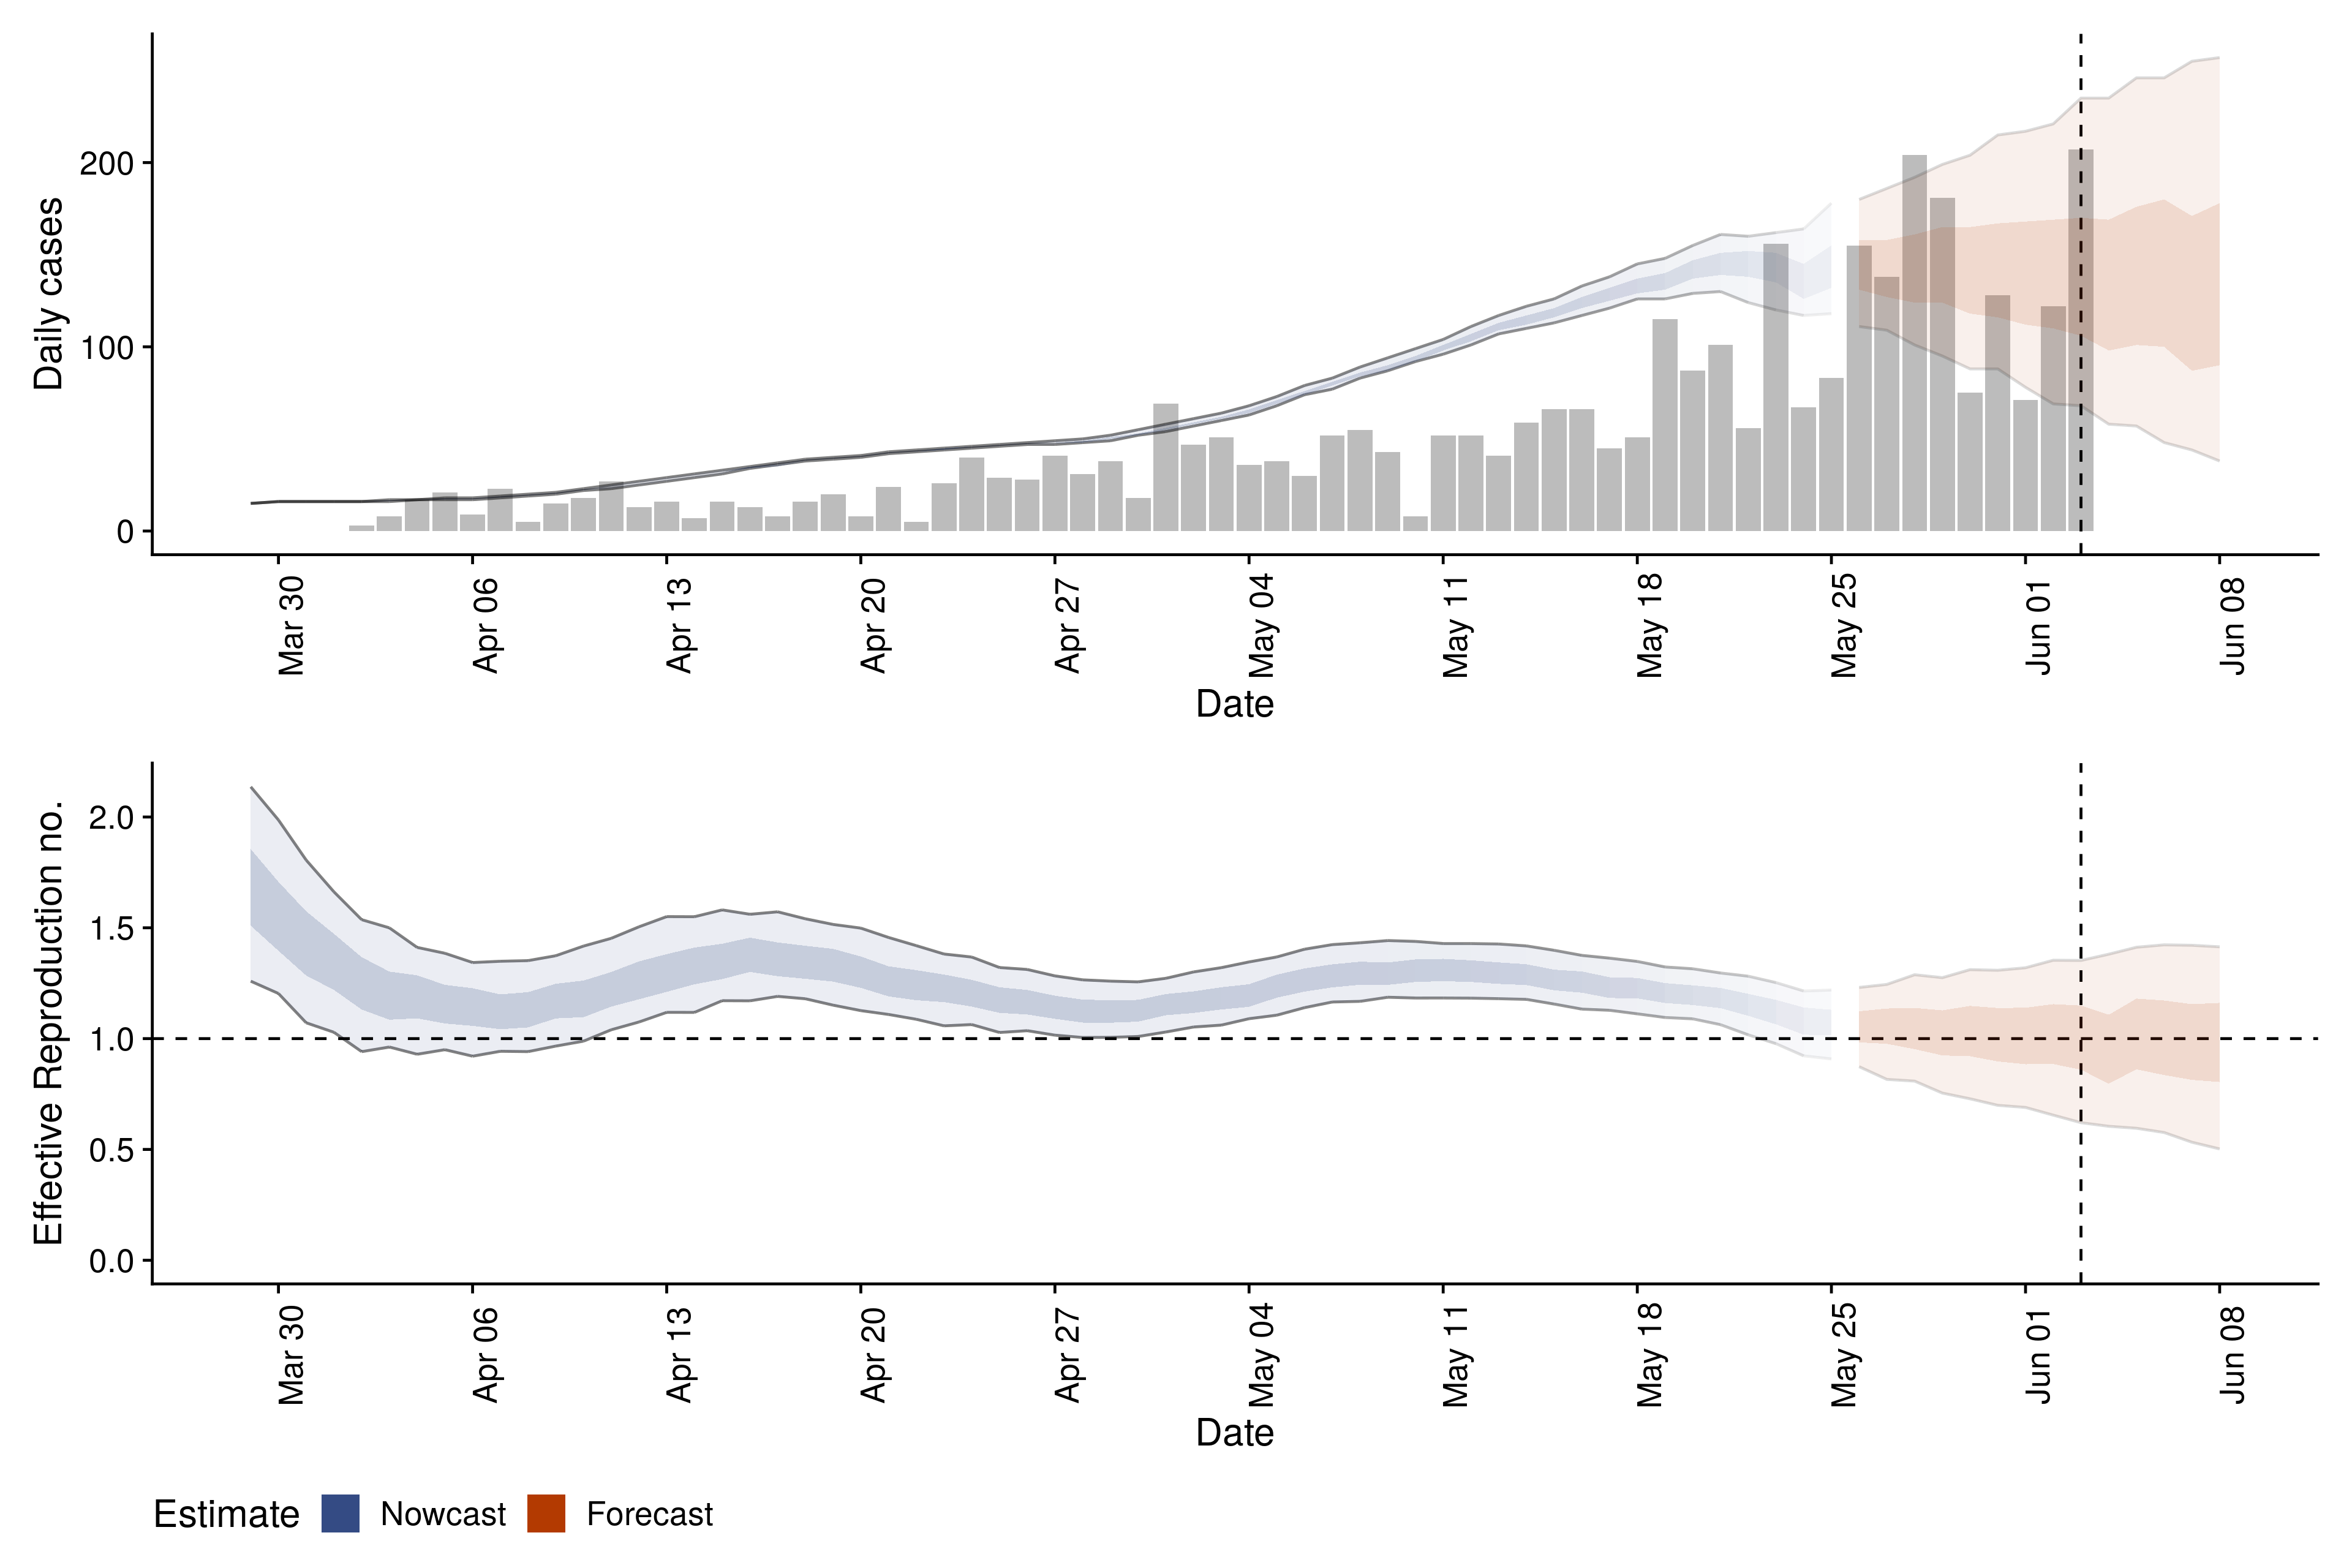 Daily cases
200
100
0
Mar 30
Apr 06
Apr 13
Apr 20
Apr 27
May 04
May 11
May 18
May 25
Jun 01
Jun 08
Date
Effective Reproduction no.
2.0
1.5
1.0
0.5
0.0
Mar 30
Apr 06
Apr 13
Apr 20
Apr 27
May 04
May 11
May 18
May 25
Jun 01
Jun 08
Date
Estimate Nowcast Forecast